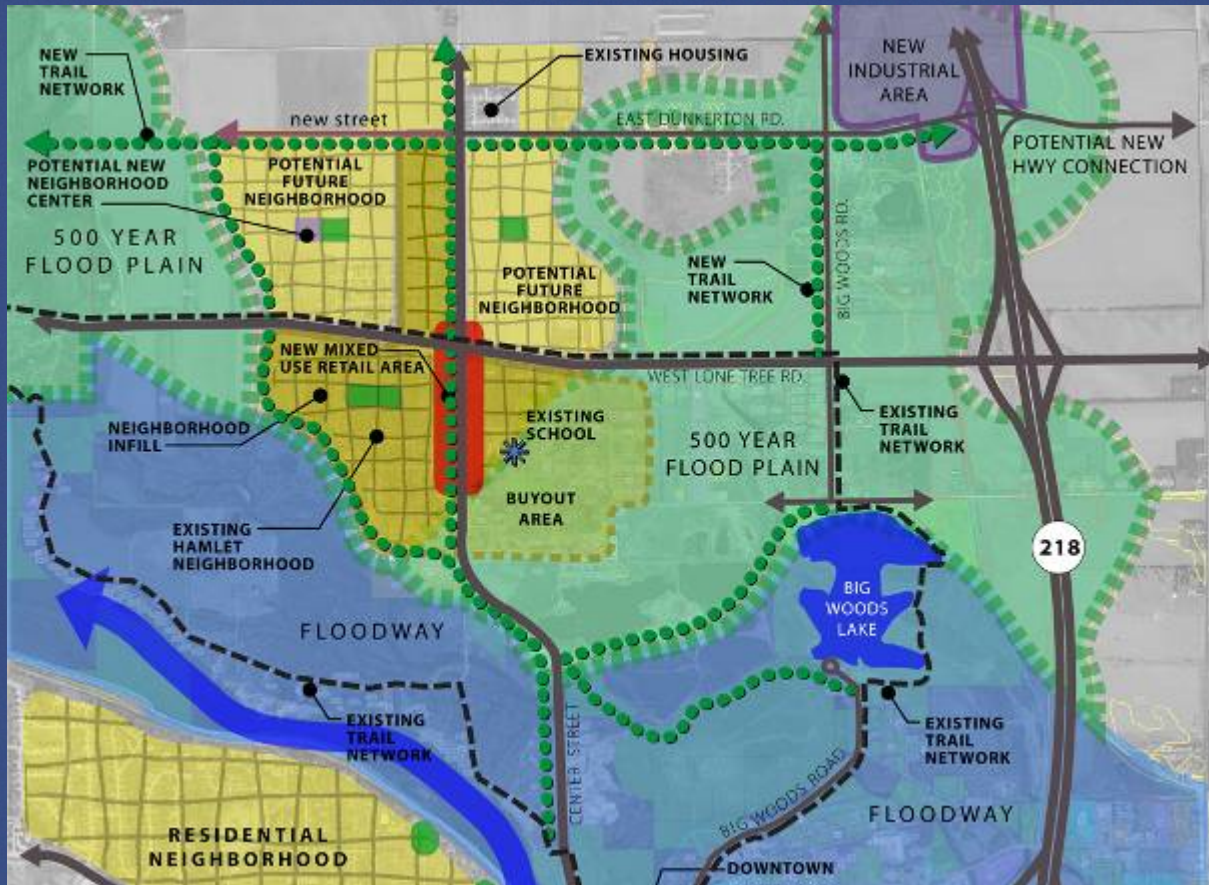 NEW
TRAIL
NETWORK
EXISTING HOUSING
NEW
INDUSTRIAL
AREA
new street
EAST DUNKERTON RD.
POTENTIAL NEW
HWY CONNECTION
POTENTIAL NEW
NEIGHBORHOOD
CENTER
POTENTIAL
FUTURE
NEIGHBORHOOD
500 YEAR
FLOOD PLAIN
POTENTIAL
FUTURE
NEIGHBORHOOD
NEW
TRAIL
NETWORK
BIG WOODS RD.
NEW MIXED
USE RETAIL AREA
WEST LONE TREE RD.
NEIGHBORHOOD
INFILL
EXISTING
SCHOOL
500 YEAR
FLOOD PLAIN
EXISTING
TRAIL
NETWORK
BUYOUT
AREA
EXISTING
HAMLET
NEIGHBORHOOD
218
BIG
WOODS
LAKE
FLOODWAY
EXISTING
TRAIL
NETWORK
CENTER STREET
EXISTING
TRAIL
NETWORK
BIG WOODS ROAD
FLOODWAY
RESIDENTIAL
NEIGHBORHOOD
DOWNTOWN